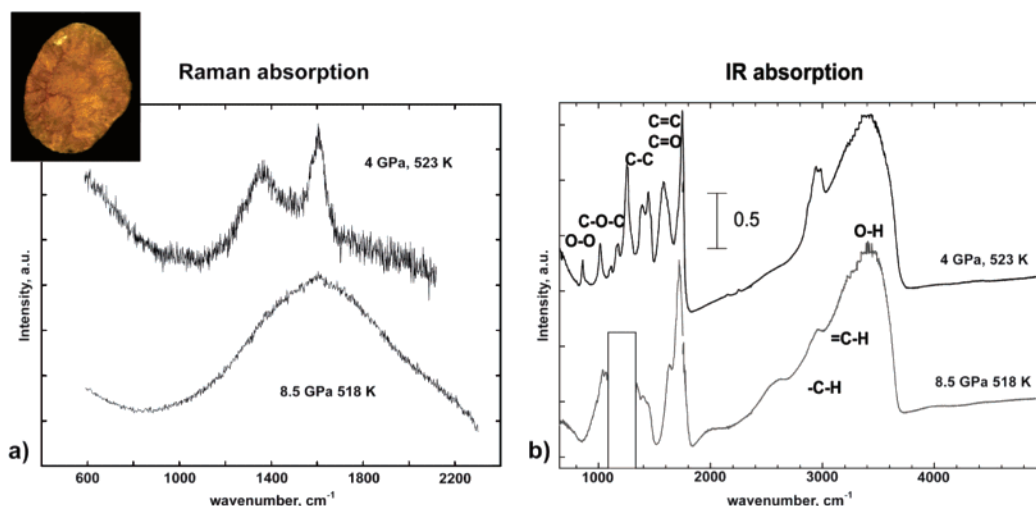 Raman absorption
Intensity, a.u.
4 GPa, 523 K
8.5 GPa 518 K
600 1000 1400 1800 2200
wavenumber, cm-1
a)
IR absorption
Intensity, a.u.
C=C
C=O
C-C
C-O-C
O-O
0.5
O-H
4 GPa, 523 K
=C-H
-C-H
8.5 GPa 518 K
1000 2000 3000 4000
wavenumber, cm-1
b)